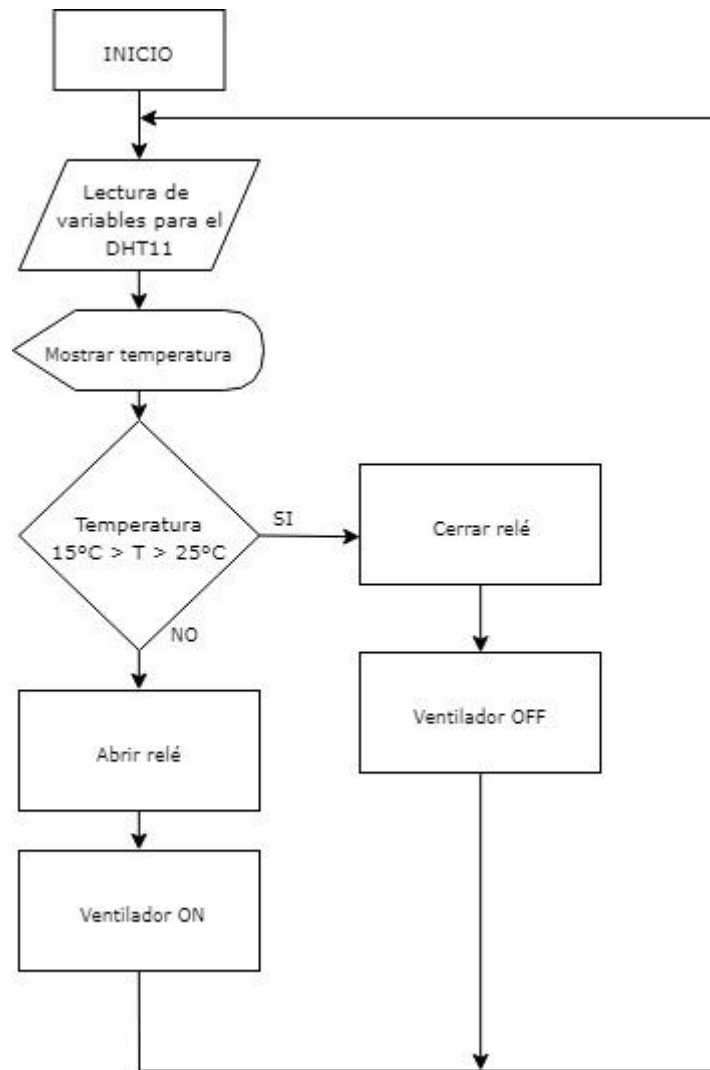 INICIO
Lectura de
variables para el
DHT11
Mostrar temperatura
Temperatura
15ºC > T > 25ºC
SI
Cerrar relé
NO
Ventilador OFF
Abrir relé
Ventilador ON